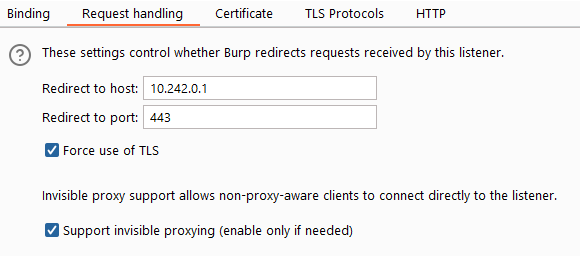 Binding Request handling Certificate TLS Protocols HTTP
? These settings control whether Burp redirects requests received by this listener.
Redirect to host: 10.242.0.1
Redirect to port: 443
Force use of TLS
Invisible proxy support allows non-proxy-aware clients to connect directly to the listener.
Support invisible proxying (enable only if needed)